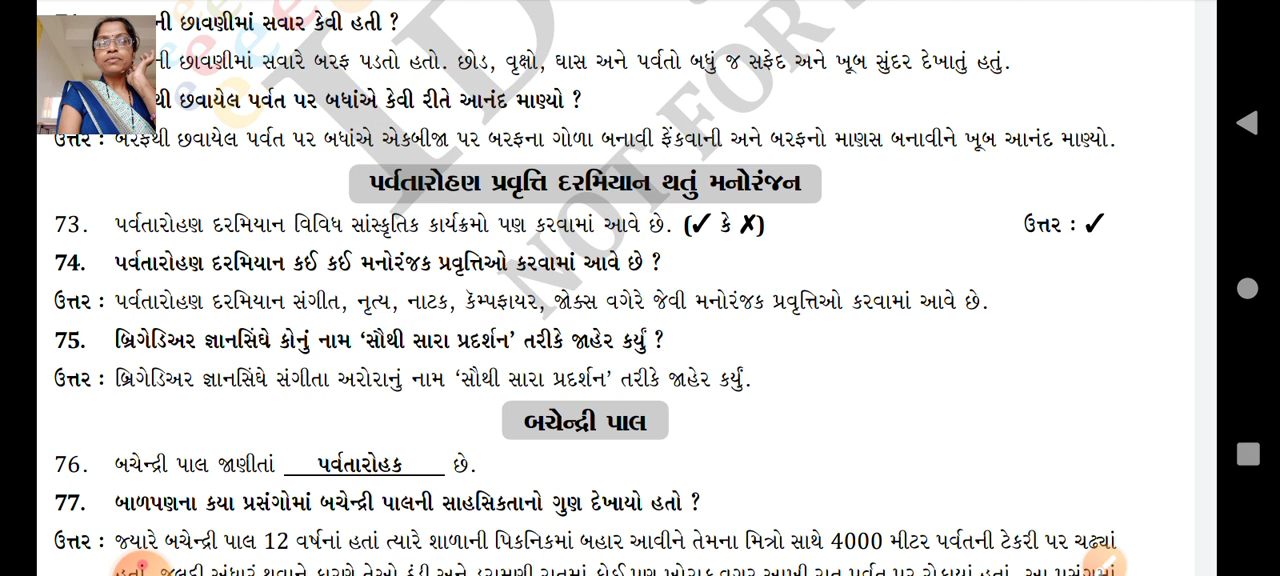 ની છાવણીમાં સવાર કેવી હતી ?
ની છાવણીમાં સવારે બરફ પડતો હતો. છોડ, વૃક્ષો, ઘાસ અને પર્વતો બધું જ સફેદ અને ખૂબ સુંદર દેખાતું હતું.
થી છવાયેલ પર્વત પર બધાંએ કેવી રીતે આનંદ માણ્યો ?
ઉત્તર : બરફથી છવાયેલ પર્વત પર બધાંએ એકબીજા પર બરફના ગોળા બનાવી ફેંકવાની અને બરફનો માણસ બનાવીને ખૂબ આનંદ માણ્યો.
પર્વતારોહણ પ્રવૃત્તિ દરમિયાન થતું મનોરંજન
73. પર્વતારોહણ દરમિયાન વિવિધ સાંસ્કૃતિક કાર્યક્રમો પણ કરવામાં આવે છે. (✓ કે ✗) ઉત્તર : ✓
74. પર્વતારોહણ દરમિયાન કઈ કઈ મનોરંજક પ્રવૃત્તિઓ કરવામાં આવે છે ?
ઉત્તર : પર્વતારોહણ દરમિયાન સંગીત, નૃત્ય, નાટક, કૅમ્પફાયર, જોક્સ વગેરે જેવી મનોરંજક પ્રવૃત્તિઓ કરવામાં આવે છે.
75. બ્રિગેડિઅર જ્ઞાનસિંઘે કોનું નામ ‘સૌથી સારા પ્રદર્શન’ તરીકે જાહેર કર્યું ?
ઉત્તર : બ્રિગેડિઅર જ્ઞાનસિંઘે સંગીતા અરોરાનું નામ ‘સૌથી સારા પ્રદર્શન’ તરીકે જાહેર કર્યું.
બચેન્દ્રી પાલ
76. બચેન્દ્રી પાલ જાણીતાં પર્વતારોહક છે.
77. બાળપણના કયા પ્રસંગોમાં બચેન્દ્રી પાલની સાહસિકતાનો ગુણ દેખાયો હતો ?
ઉત્તર : જ્યારે બચેન્દ્રી પાલ 12 વર્ષનાં હતાં ત્યારે શાળાની પિકનિકમાં બહાર આવીને તેમના મિત્રો સાથે 4000 મીટર પર્વતની ટેકરી પર ચઢ્યાં
NOT FOR